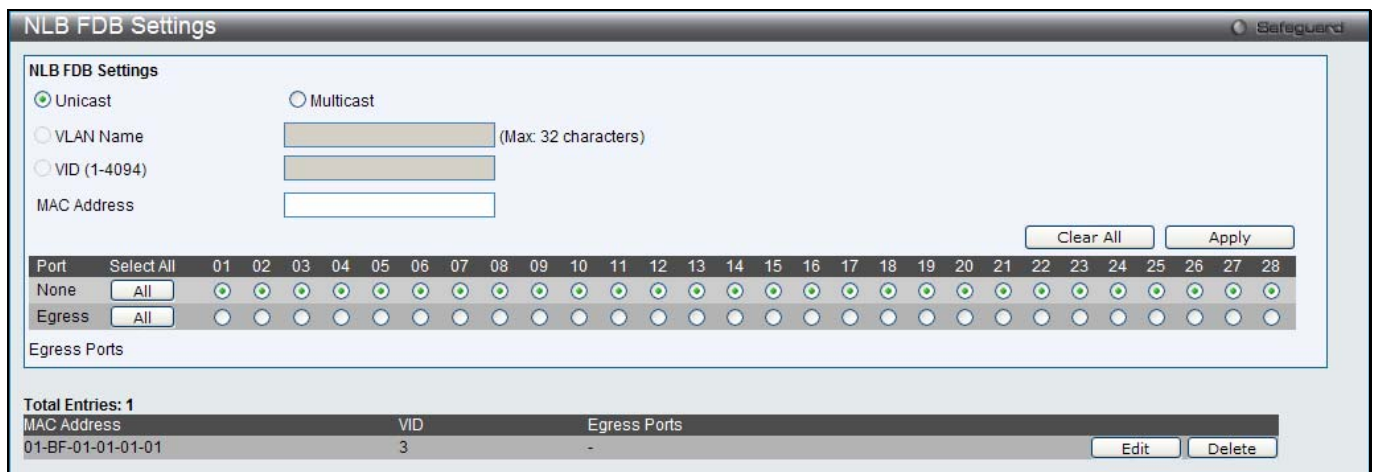 NLB FDB Settings
Safeguard
NLB FDB Settings
Unicast Multicast
VLAN Name (Max: 32 characters)
VID (1-4094)
MAC Address
Clear All Apply
Port Select All 01 02 03 04 05 06 07 08 09 10 11 12 13 14 15 16 17 18 19 20 21 22 23 24 25 26 27 28
None All
Egress All
Egress Ports
Total Entries: 1
MAC Address VID Egress Ports
01-BF-01-01-01-01 3 - Edit Delete